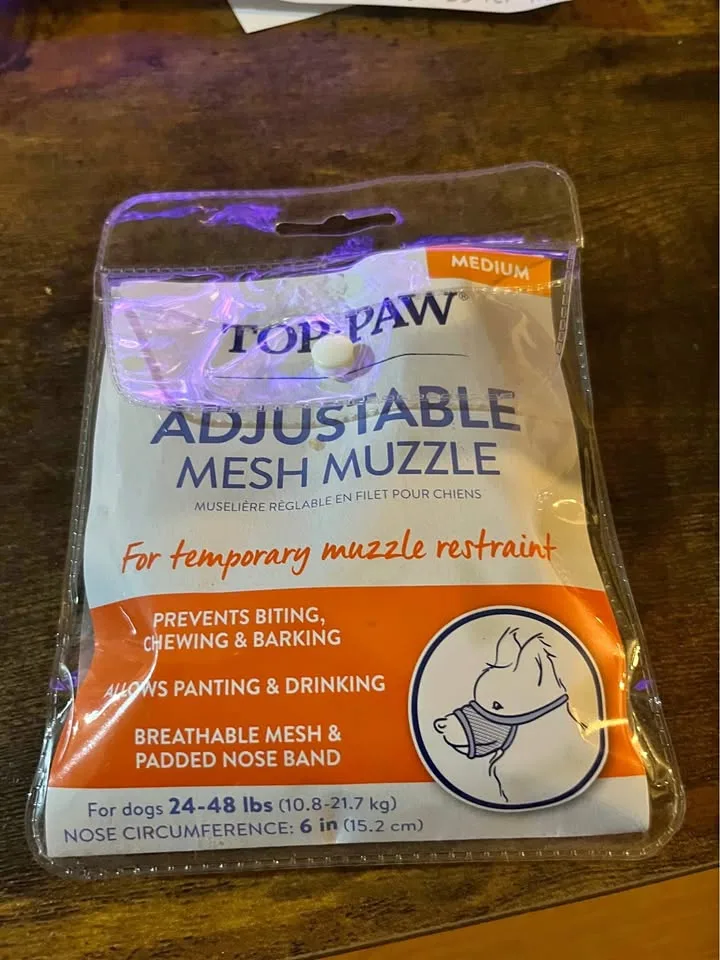 MEDIUM
TOP PAW®
ADJUSTABLE
MESH MUZZLE
MUSELIÈRE RÉGLABLE EN FILET POUR CHIENS
For temporary muzzle restraint
PREVENTS BITING,
CHEWING & BARKING
ALLOWS PANTING & DRINKING
BREATHABLE MESH &
PADDED NOSE BAND
For dogs 24-48 lbs (10.8-21.7 kg)
NOSE CIRCUMFERENCE: 6 in (15.2 cm)